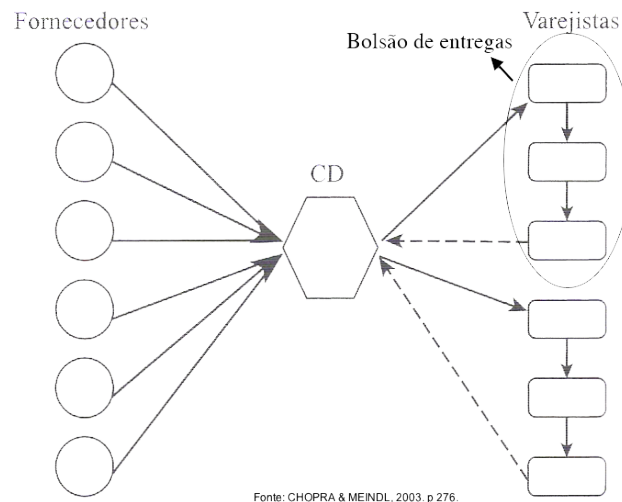 Fornecedores
Varejistas
Bolsão de entregas
CD
Fonte: CHOPRA & MEINDL, 2003. p 276.